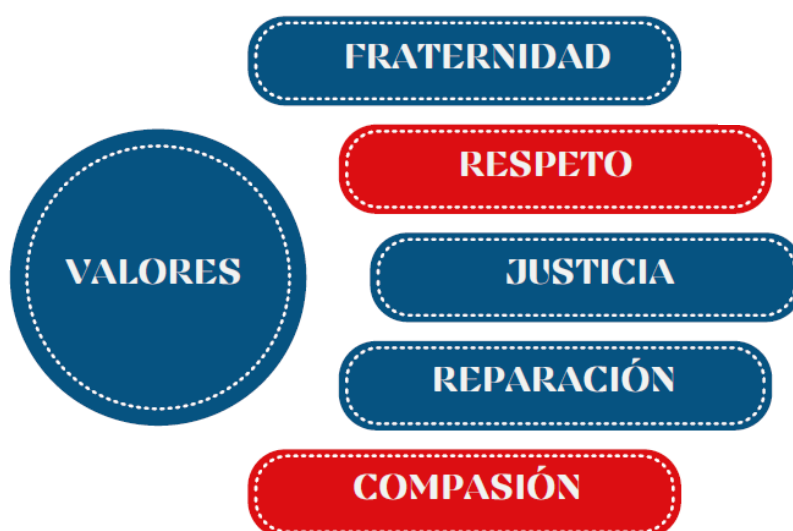 FRATERNIDAD
RESPETO
VALORES
JUSTICIA
REPARACIÓN
COMPASIÓN